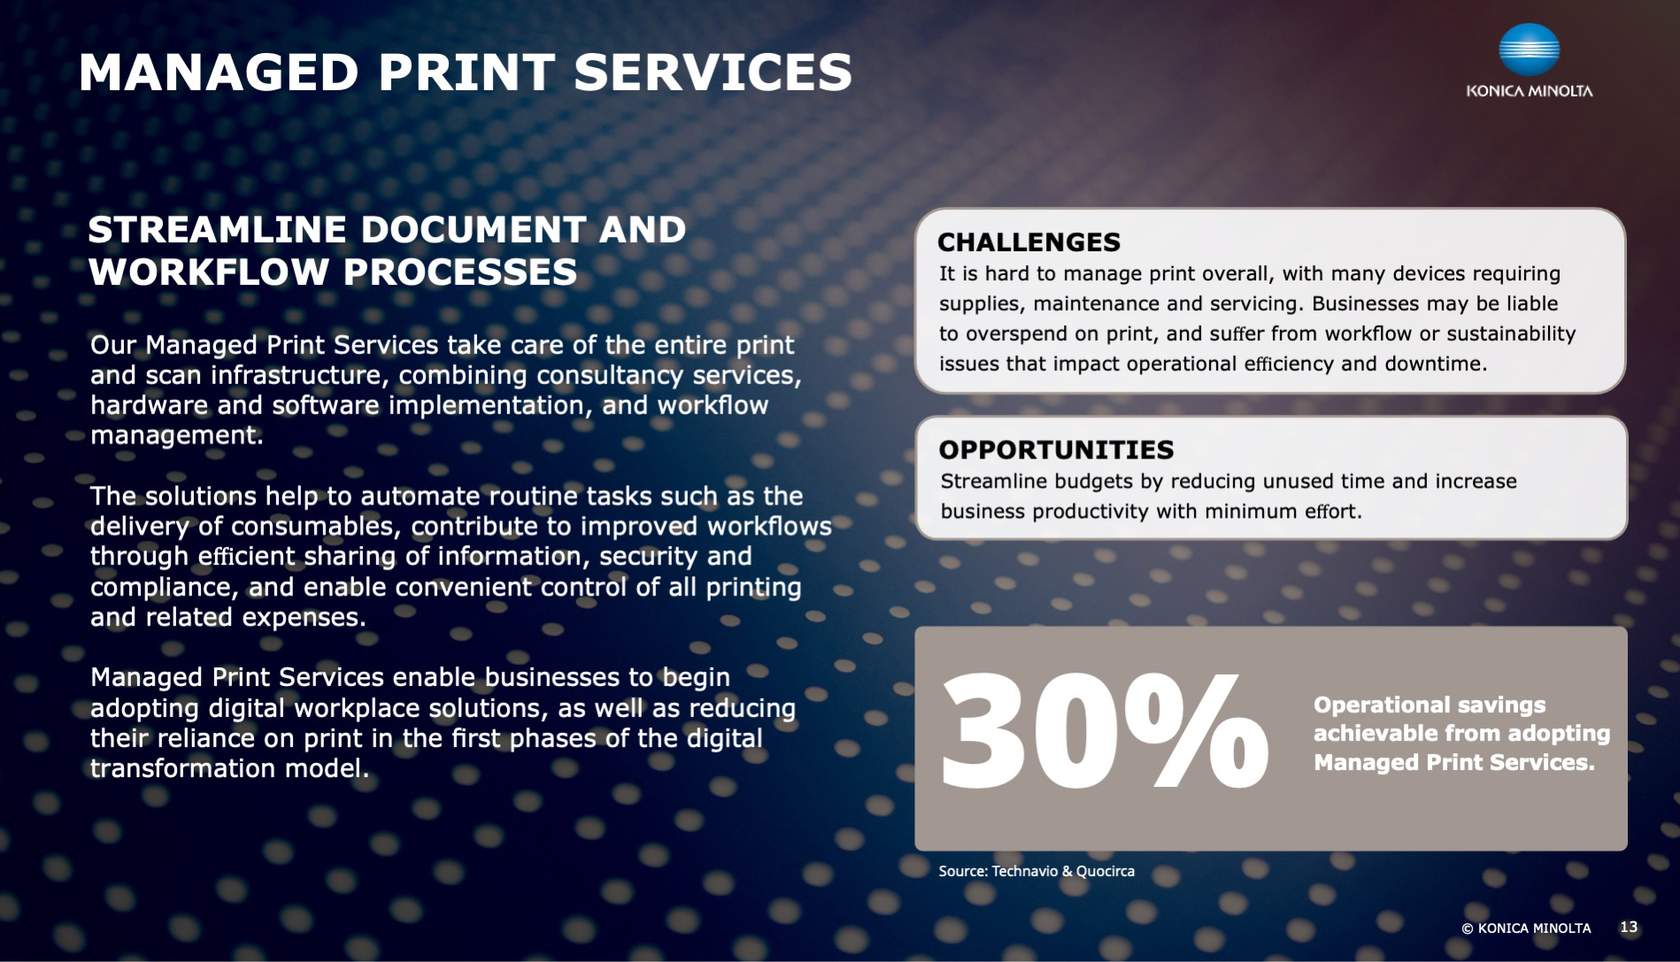 MANAGED PRINT SERVICES
KONICA MINOLTA
STREAMLINE DOCUMENT AND
WORKFLOW PROCESSES
Our Managed Print Services take care of the entire print
and scan infrastructure, combining consultancy services,
hardware and software implementation, and workflow
management.
The solutions help to automate routine tasks such as the
delivery of consumables, contribute to improved workflows
through efficient sharing of information, security and
compliance, and enable convenient control of all printing
and related expenses.
Managed Print Services enable businesses to begin
adopting digital workplace solutions, as well as reducing
their reliance on print in the first phases of the digital
transformation model.
CHALLENGES
It is hard to manage print overall, with many devices requiring
supplies, maintenance and servicing. Businesses may be liable
to overspend on print, and suffer from workflow or sustainability
issues that impact operational efficiency and downtime.
OPPORTUNITIES
Streamline budgets by reducing unused time and increase
business productivity with minimum effort.
30%
Operational savings
achievable from adopting
Managed Print Services.
Source: Technavio & Quocirca
© KONICA MINOLTA 13